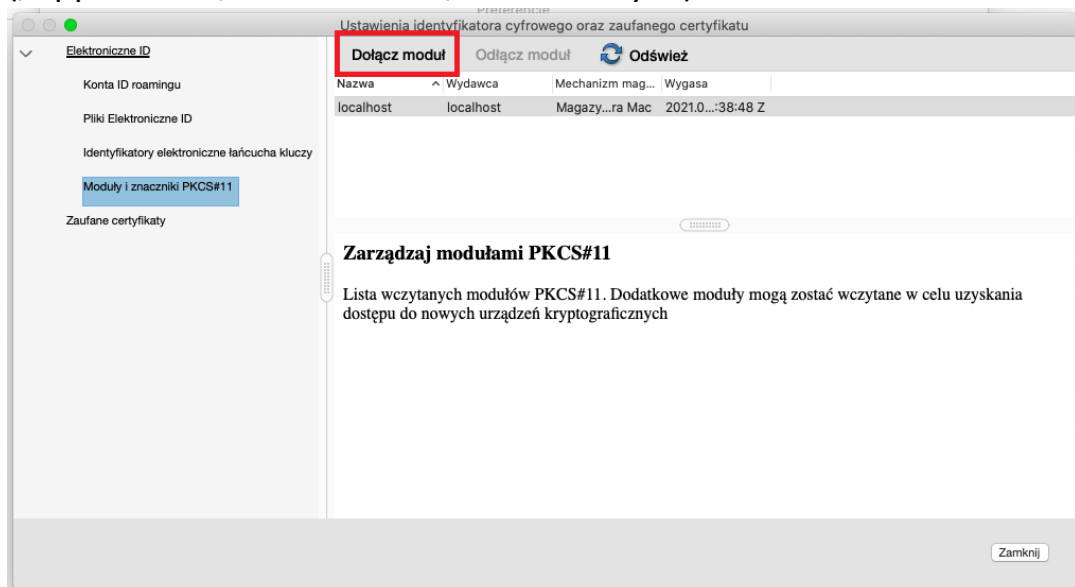 Preferencje
Ustawienia identyfikatora cyfrowego oraz zaufanego certyfikatu
Elektroniczne ID
Konta ID roamingu
Pliki Elektroniczne ID
Identyfikatory elektroniczne łańcucha kluczy
Moduły i znaczniki PKCS#11
Zaufane certyfikaty
Dołącz moduł Odłącz moduł Odśwież
Nazwa Wydawca Mechanizm mag... Wygasa
localhost localhost Magazy...ra Mac 2021.0...:38:48 Z
Zarządzaj modułami PKCS#11
Lista wczytanych modułów PKCS#11. Dodatkowe moduły mogą zostać wczytane w celu uzyskania
dostępu do nowych urządzeń kryptograficznych
Zamknij